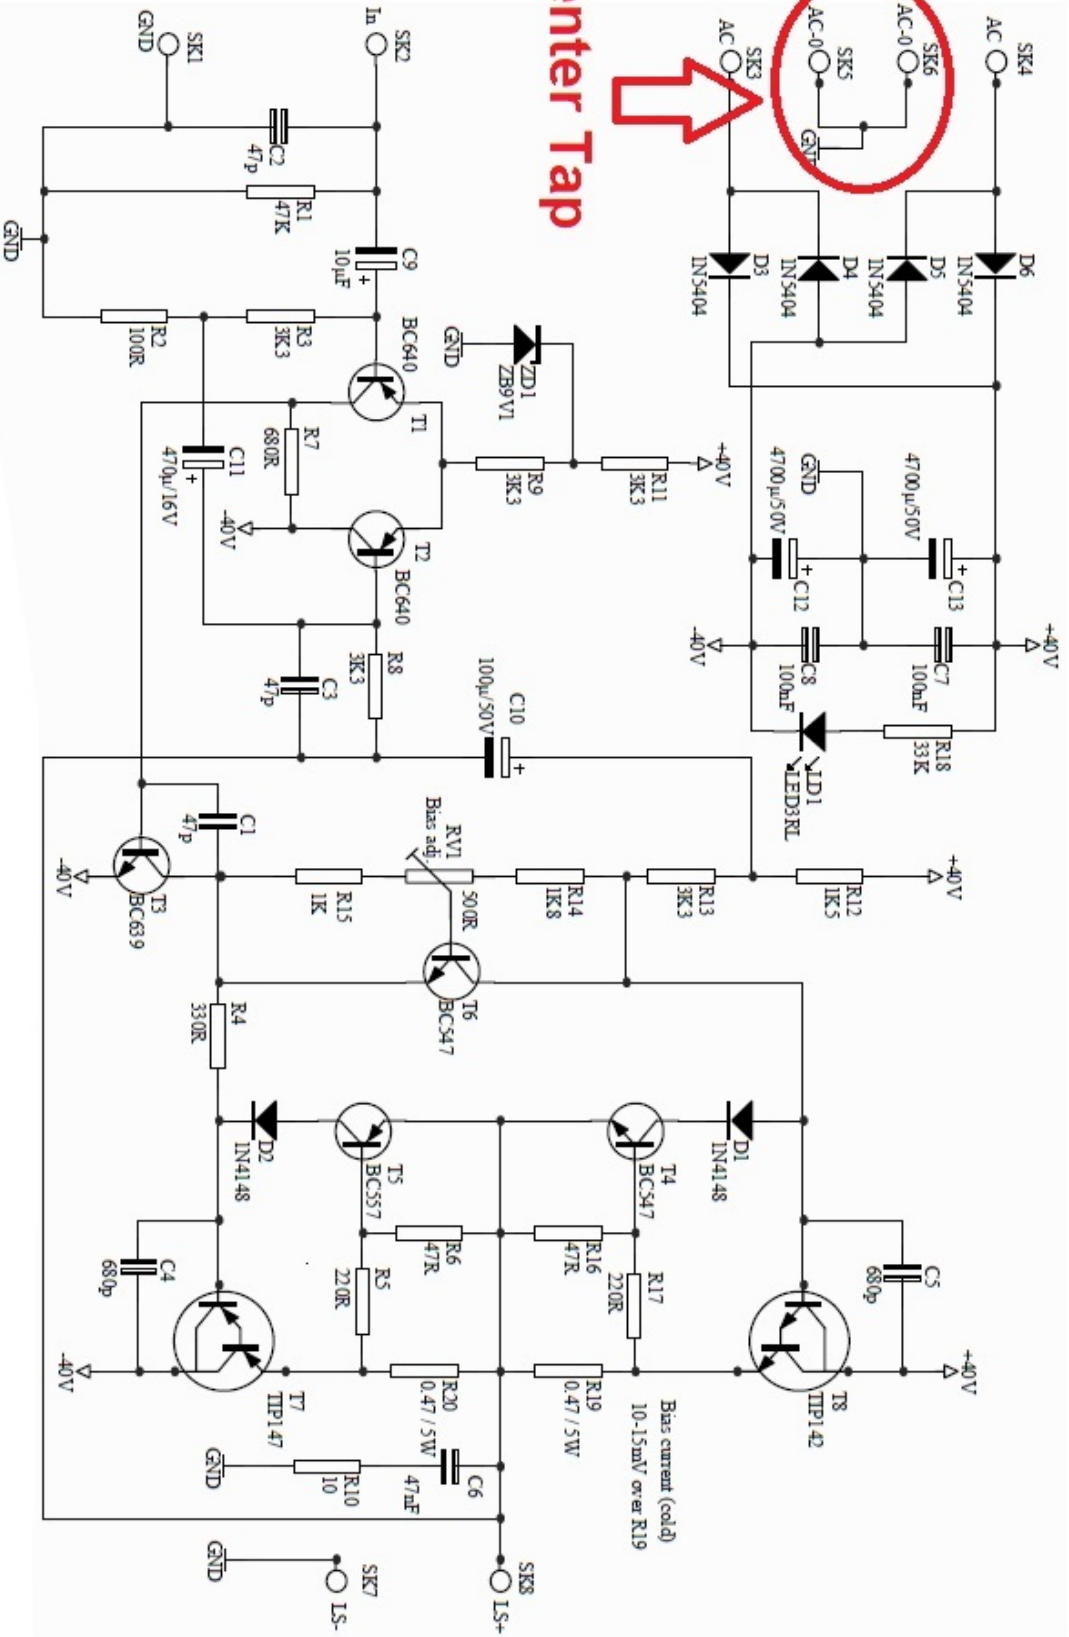 enter Tap
SK4
AC
SK6
AC-0
SK5
AC-0
GND
SK3
AC
D6
1N5404
D5
1N5404
D4
1N5404
D3
1N5404
+40V
C13
4700µ/50V
+
C7
100nF
GND
C12
4700µ/50V
+
C8
100nF
-40V
R18
33K
LD1
LED3RL
SK2
In
SK1
GND
C2
47p
R1
47K
C9
10µF
+
R3
3K3
R2
100R
GND
BC640
T1
ZD1
ZB9V1
GND
+40V
R11
3K3
R9
3K3
R7
680R
C11
470µ/16V
+
-40V
T2
BC640
R8
3K3
C3
47p
C10
100µ/50V
+
C1
47p
T3
BC639
-40V
+40V
R12
1K5
R13
3K3
R14
1K8
RV1
500R
Bias adj.
R15
1K
T6
BC547
R4
330R
D1
1N4148
T4
BC547
T5
BC557
D2
1N4148
R16
47R
R6
47R
R17
220R
R5
220R
C5
680p
C4
680p
+40V
T8
TIP142
T7
TIP147
-40V
R19
0.47 / 5W
R20
0.47 / 5W
Bias current (cold)
10-15mV over R19
C6
47nF
R10
10
GND
SK8
LS+
SK7
LS-
GND